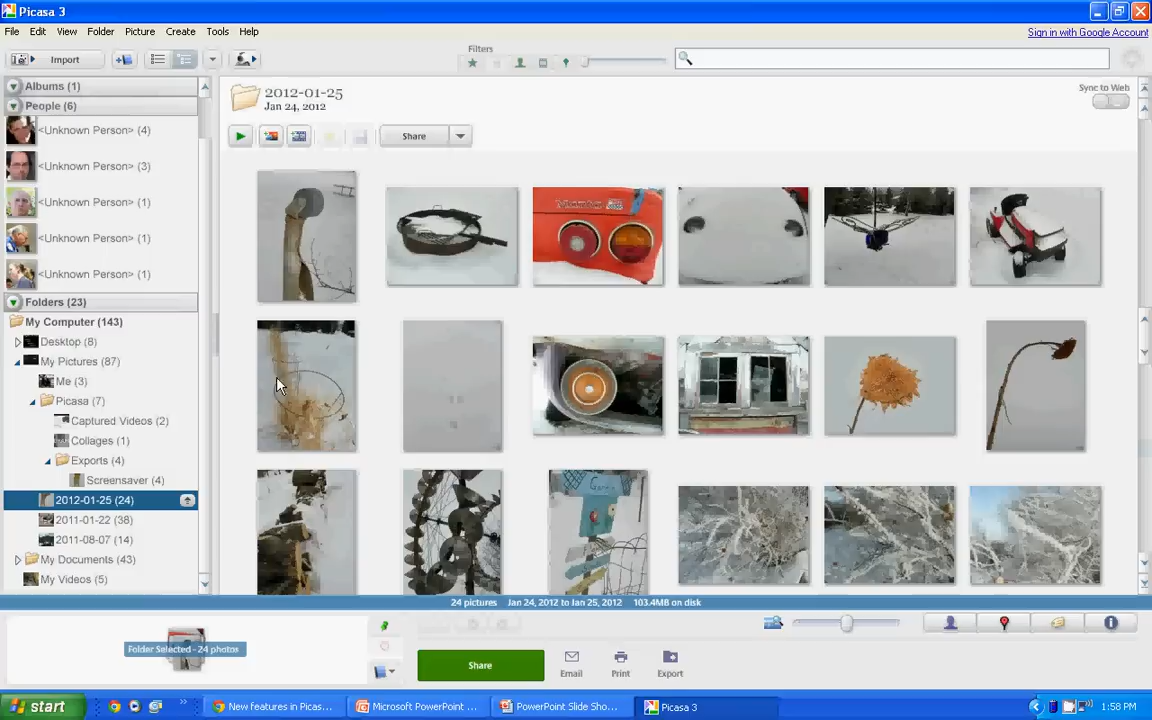 Picasa 3
File Edit View Folder Picture Create Tools Help
Sign in with Google Account
Import
Filters
Albums (1)
People (6)
<Unknown Person> (4)
<Unknown Person> (3)
<Unknown Person> (1)
<Unknown Person> (1)
<Unknown Person> (1)
Folders (23)
My Computer (143)
Desktop (8)
My Pictures (87)
Me (3)
Picasa (7)
Captured Videos (2)
Collages (1)
Exports (4)
Screensaver (4)
2012-01-25 (24)
2011-01-22 (38)
2011-08-07 (14)
My Documents (43)
My Videos (5)
2012-01-25
Jan 24, 2012
Sync to Web
Share
24 pictures Jan 24, 2012 to Jan 25, 2012 103.4MB on disk
Folder Selected - 24 photos
Share
Email
Print
Export
start
New features in Picas...
Microsoft PowerPoint ...
PowerPoint Slide Sho...
Picasa 3
1:58 PM